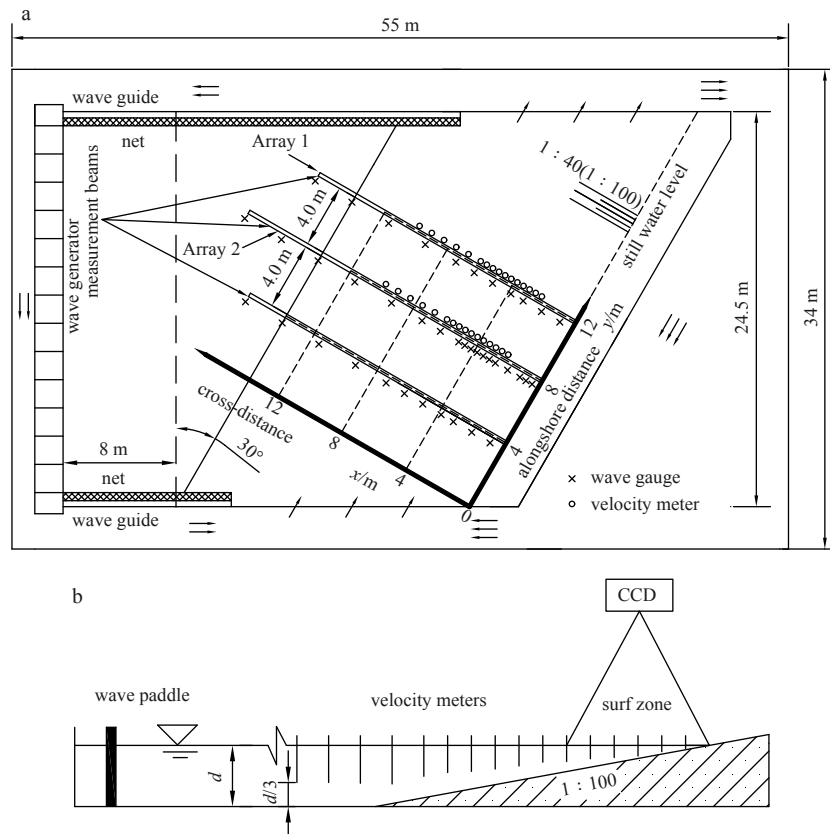 a
55 m
wave guide
net
Array 1
1：40(1：100)
still water level
4.0 m
wave generator
measurement beams
Array 2
4.0 m
24.5 m
34 m
12
y/m
8
alongshore distance
4
cross-distance
12
8
x/m
4
0
8 m
30°
net
wave guide
× wave gauge
○ velocity meter
b
CCD
wave paddle
velocity meters
surf zone
d
d/3
1：100